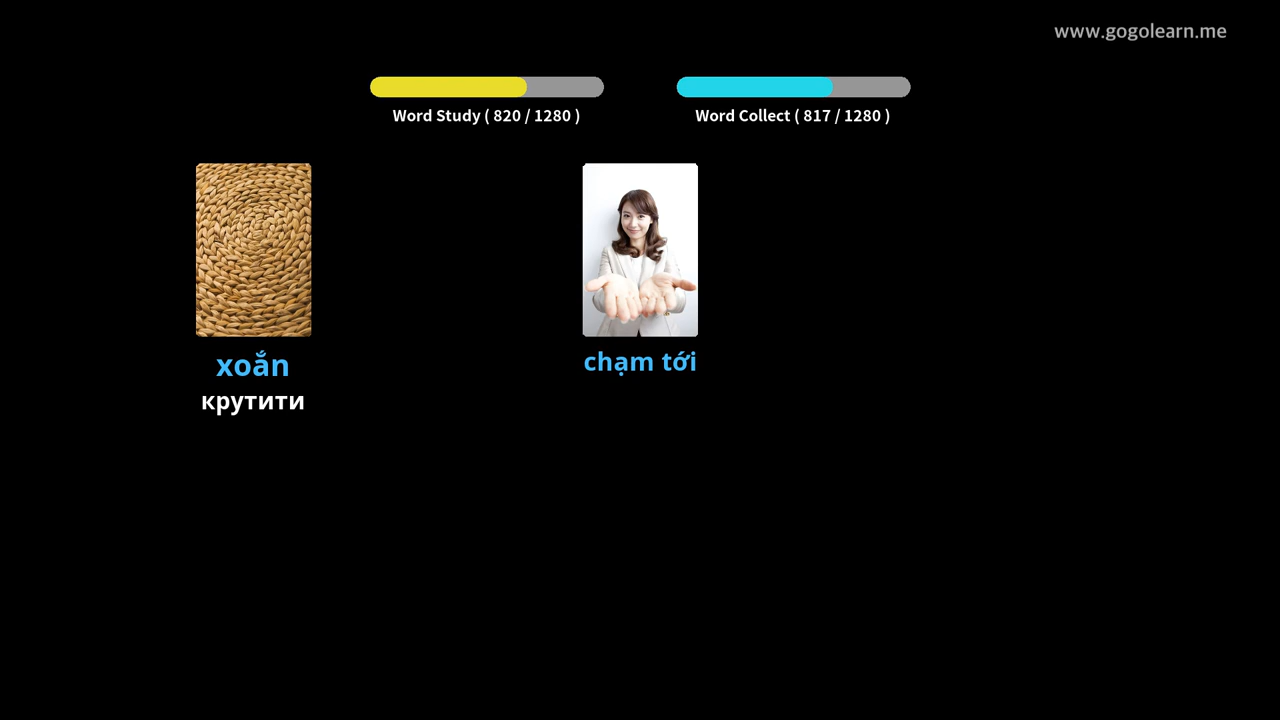 www.gogolearn.me
Word Study ( 820 / 1280 )
Word Collect ( 817 / 1280 )
xoắn
крутити
chạm tới